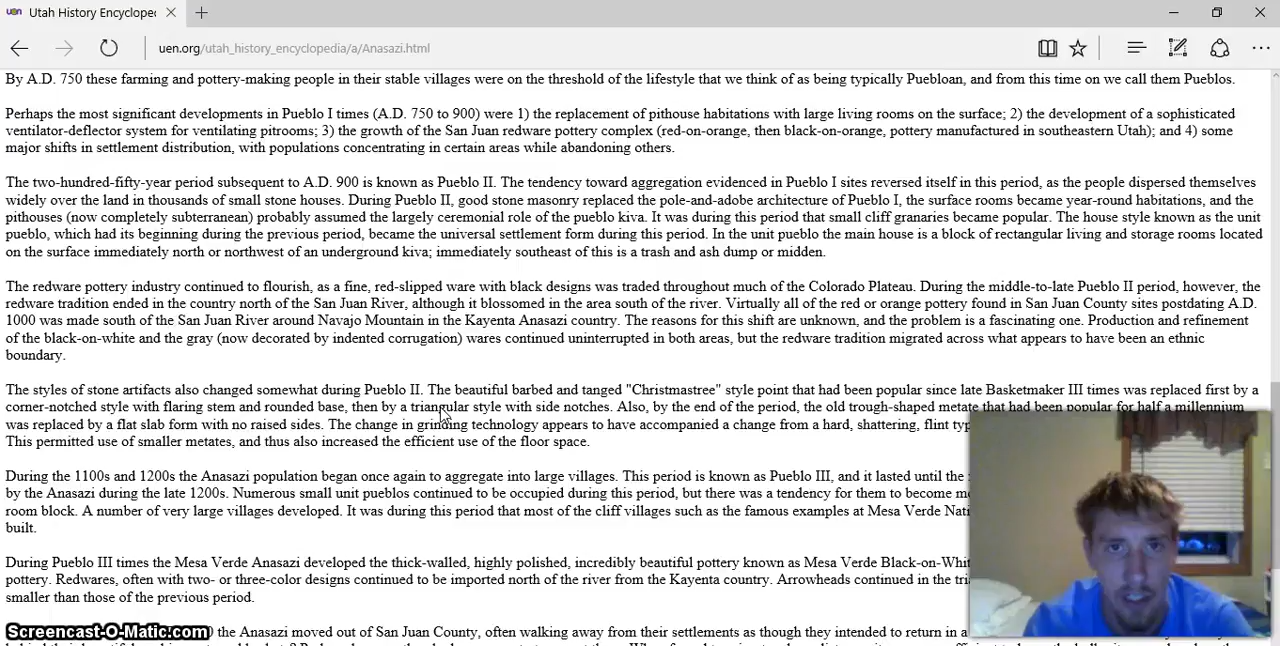 uen Utah History Encycloped
uen.org/utah_history_encyclopedia/a/Anasazi.html
By A.D. 750 these farming and pottery-making people in their stable villages were on the threshold of the lifestyle that we think of as being typically Puebloan, and from this time on we call them Pueblos.
Perhaps the most significant developments in Pueblo I times (A.D. 750 to 900) were 1) the replacement of pithouse habitations with large living rooms on the surface; 2) the development of a sophisticated
ventilator-deflector system for ventilating pitrooms; 3) the growth of the San Juan redware pottery complex (red-on-orange, then black-on-orange, pottery manufactured in southeastern Utah); and 4) some
major shifts in settlement distribution, with populations concentrating in certain areas while abandoning others.
The two-hundred-fifty-year period subsequent to A.D. 900 is known as Pueblo II. The tendency toward aggregation evidenced in Pueblo I sites reversed itself in this period, as the people dispersed themselves
widely over the land in thousands of small stone houses. During Pueblo II, good stone masonry replaced the pole-and-adobe architecture of Pueblo I, the surface rooms became year-round habitations, and the
pithouses (now completely subterranean) probably assumed the largely ceremonial role of the pueblo kiva. It was during this period that small cliff granaries became popular. The house style known as the unit
pueblo, which had its beginning during the previous period, became the universal settlement form during this period. In the unit pueblo the main house is a block of rectangular living and storage rooms located
on the surface immediately north or northwest of an underground kiva; immediately southeast of this is a trash and ash dump or midden.
The redware pottery industry continued to flourish, as a fine, red-slipped ware with black designs was traded throughout much of the Colorado Plateau. During the middle-to-late Pueblo II period, however, the
redware tradition ended in the country north of the San Juan River, although it blossomed in the area south of the river. Virtually all of the red or orange pottery found in San Juan County sites postdating A.D.
1000 was made south of the San Juan River around Navajo Mountain in the Kayenta Anasazi country. The reasons for this shift are unknown, and the problem is a fascinating one. Production and refinement
of the black-on-white and the gray (now decorated by indented corrugation) wares continued uninterrupted in both areas, but the redware tradition migrated across what appears to have been an ethnic
boundary.
The styles of stone artifacts also changed somewhat during Pueblo II. The beautiful barbed and tanged "Christmastree" style point that had been popular since late Basketmaker III times was replaced first by a
corner-notched style with flaring stem and rounded base, then by a triangular style with side notches. Also, by the end of the period, the old trough-shaped metate that had been popular for half a millennium
was replaced by a flat slab form with no raised sides. The change in grinding technology appears to have accompanied a change from a hard, shattering, flint typ
This permitted use of smaller metates, and thus also increased the efficient use of the floor space.
During the 1100s and 1200s the Anasazi population began once again to aggregate into large villages. This period is known as Pueblo III, and it lasted until the
by the Anasazi during the late 1200s. Numerous small unit pueblos continued to be occupied during this period, but there was a tendency for them to become mo
room block. A number of very large villages developed. It was during this period that most of the cliff villages such as the famous examples at Mesa Verde Nati
built.
During Pueblo III times the Mesa Verde Anasazi developed the thick-walled, highly polished, incredibly beautiful pottery known as Mesa Verde Black-on-Whit
pottery. Redwares, often with two- or three-color designs continued to be imported north of the river from the Kayenta country. Arrowheads continued in the tri
smaller than those of the previous period.
Screencast-O-Matic.com
the Anasazi moved out of San Juan County, often walking away from their settlements as though they intended to return in a